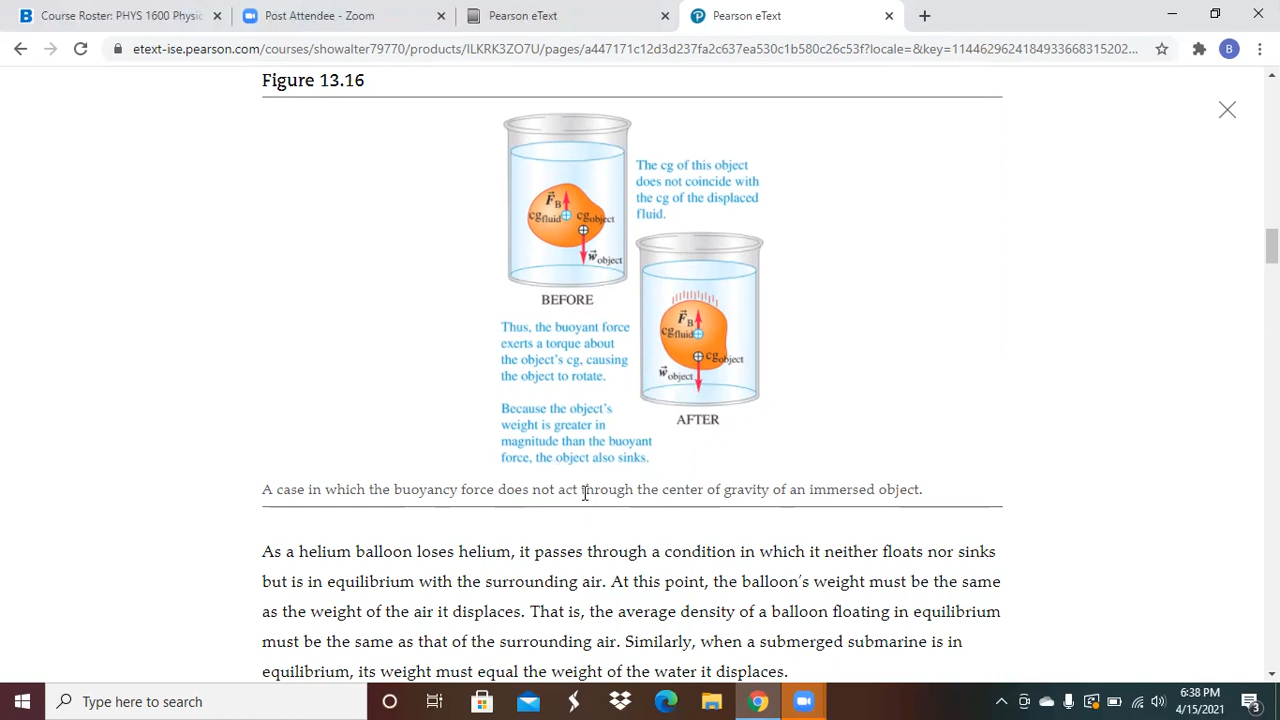 Course Roster: PHYS 1600 Physic
Post Attendee - Zoom
Pearson eText
Pearson eText
etext-ise.pearson.com/courses/showalter79770/products/ILKRK3ZO7U/pages/a447171c12d3d237fa2c637ea530c1b580c26c53f?locale=&key=11446296241849336683152​02...
B
Figure 13.16
The cg of this object
does not coincide with
the cg of the displaced
fluid.
F⃗B
cgfluid
cgobject
w⃗object
BEFORE
Thus, the buoyant force
exerts a torque about
the object's cg, causing
the object to rotate.
F⃗B
cgfluid
cgobject
w⃗object
AFTER
Because the object's
weight is greater in
magnitude than the buoyant
force, the object also sinks.
A case in which the buoyancy force does not act through the center of gravity of an immersed object.
As a helium balloon loses helium, it passes through a condition in which it neither floats nor sinks
but is in equilibrium with the surrounding air. At this point, the balloon's weight must be the same
as the weight of the air it displaces. That is, the average density of a balloon floating in equilibrium
must be the same as that of the surrounding air. Similarly, when a submerged submarine is in
equilibrium, its weight must equal the weight of the water it displaces.
Type here to search
6:38 PM
4/15/2021
3